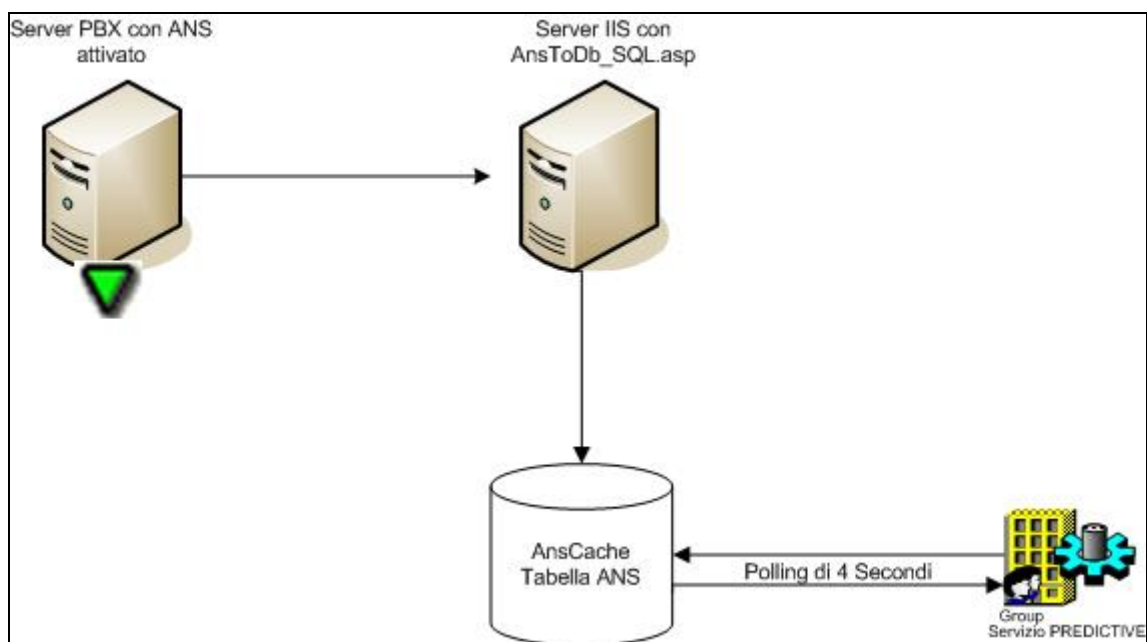 Server PBX con ANS
attivato
Server IIS con
AnsToDb_SQL.asp
AnsCache
Tabella ANS
Polling di 4 Secondi
Group
Servizio PREDICTIVE